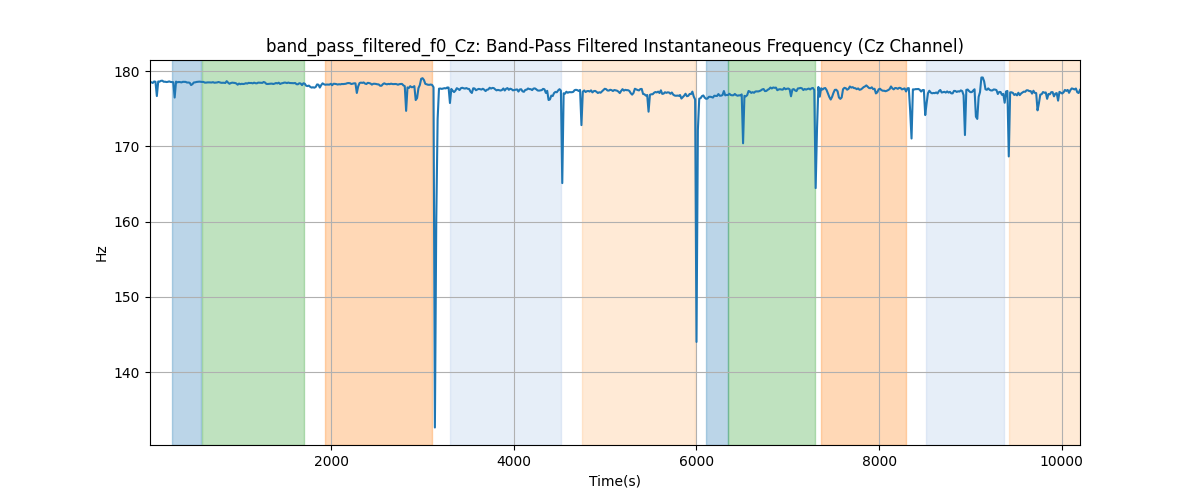 band_pass_filtered_f0_Cz: Band-Pass Filtered Instantaneous Frequency (Cz Channel)
180
170
160
150
140
Hz
2000 4000 6000 8000 10000
Time(s)